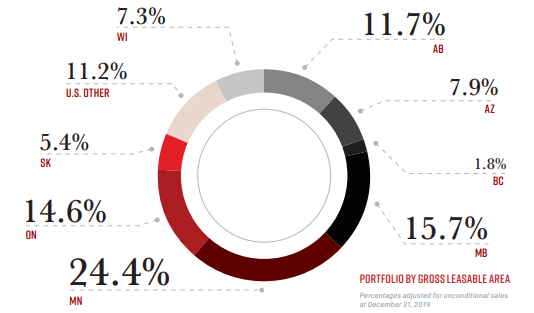 7.3%
WI
11.7%
AB
11.2%
U.S. OTHER
7.9%
AZ
5.4%
SK
1.8%
BC
14.6%
ON
15.7%
MB
24.4%
MN
PORTFOLIO BY GROSS LEASABLE AREA
Percentages adjusted for unconditional sales
at December 31, 2019